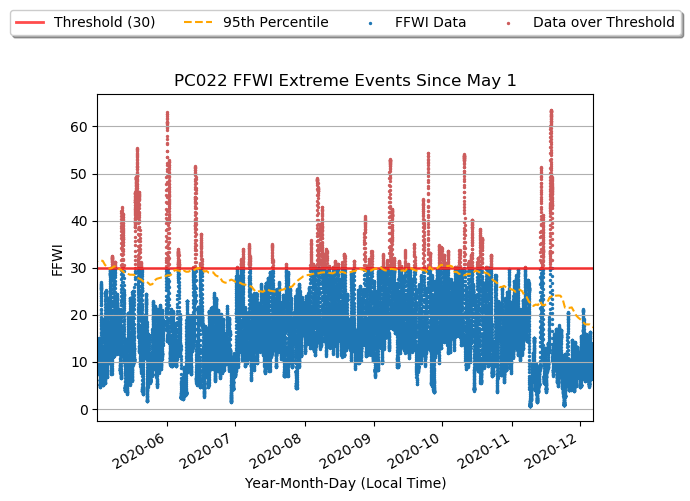 Threshold (30) 95th Percentile FFWI Data Data over Threshold
PC022 FFWI Extreme Events Since May 1
60
50
40
30
20
10
0
FFWI
2020-06 2020-07 2020-08 2020-09 2020-10 2020-11 2020-12
Year-Month-Day (Local Time)